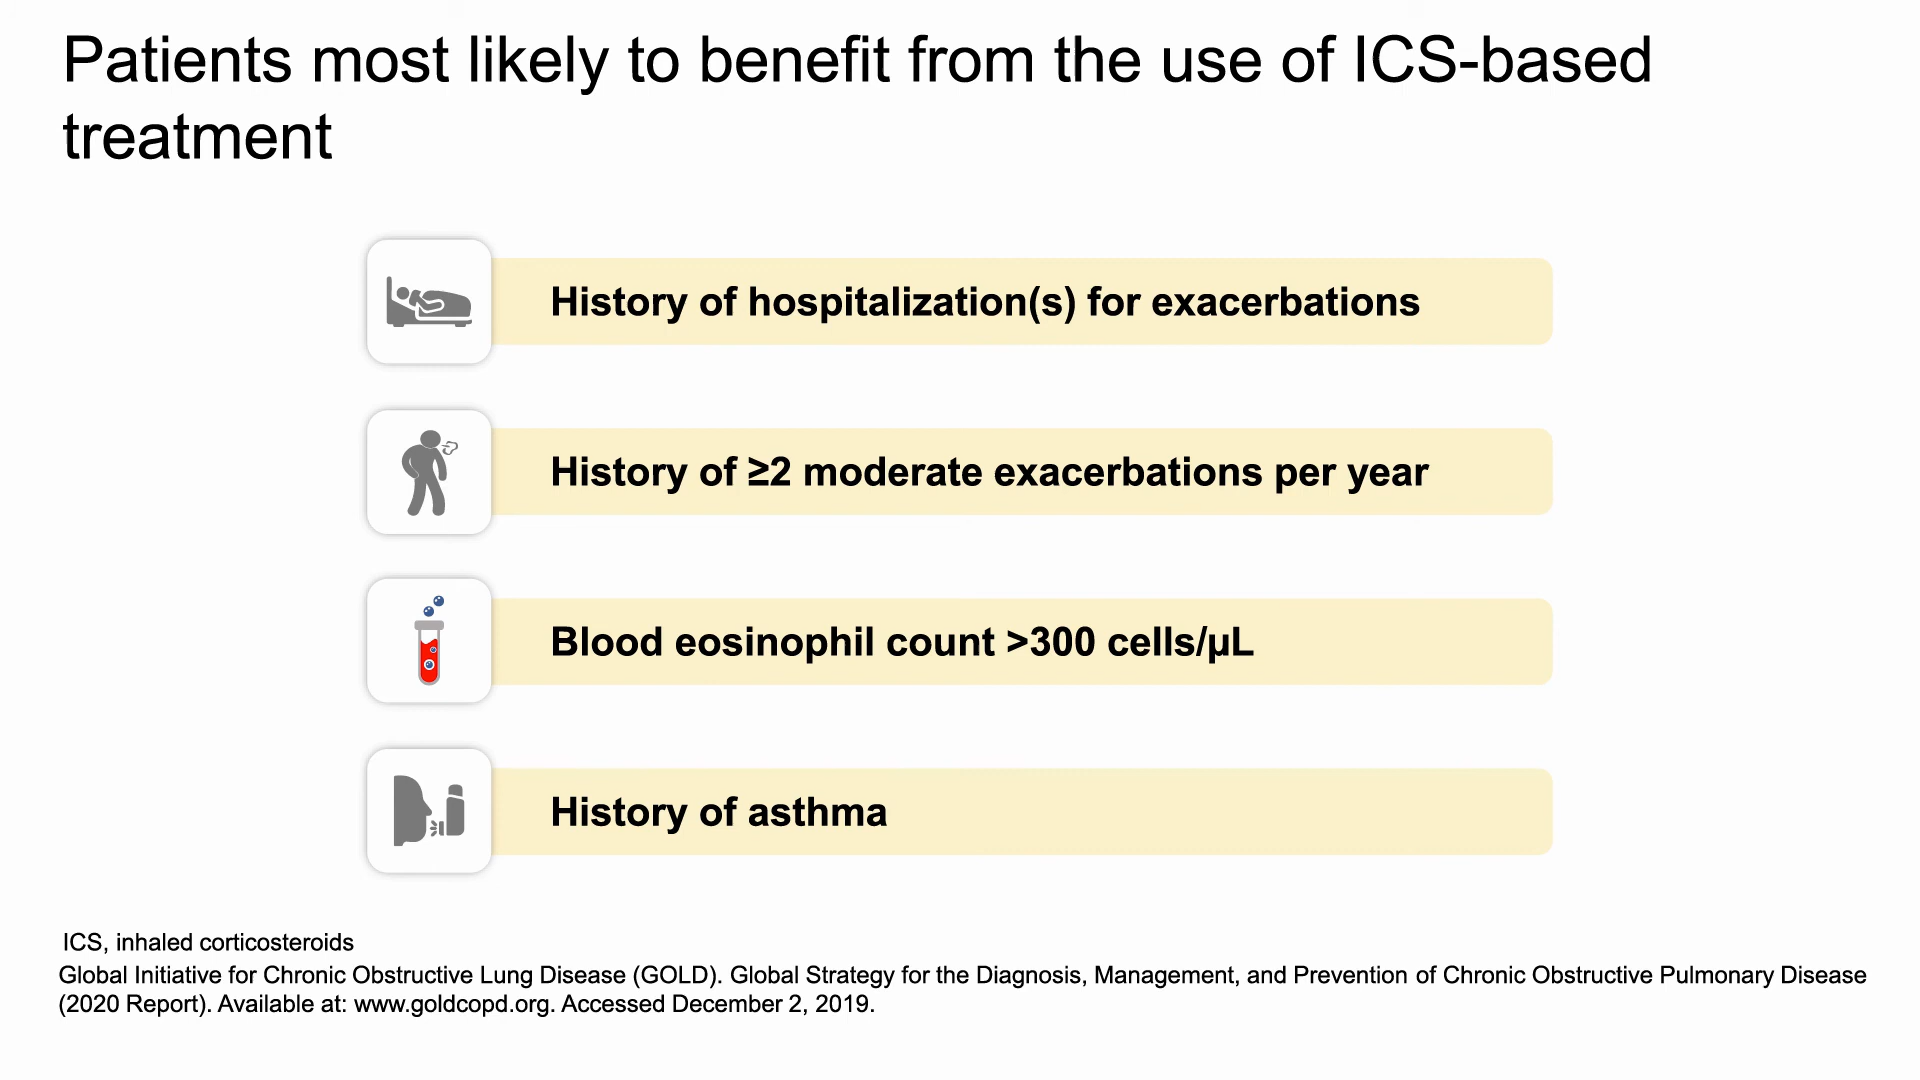 Patients most likely to benefit from the use of ICS-based
treatment
History of hospitalization(s) for exacerbations
History of ≥2 moderate exacerbations per year
Blood eosinophil count >300 cells/µL
History of asthma
ICS, inhaled corticosteroids
Global Initiative for Chronic Obstructive Lung Disease (GOLD). Global Strategy for the Diagnosis, Management, and Prevention of Chronic Obstructive Pulmonary Disease
(2020 Report). Available at: www.goldcopd.org. Accessed December 2, 2019.